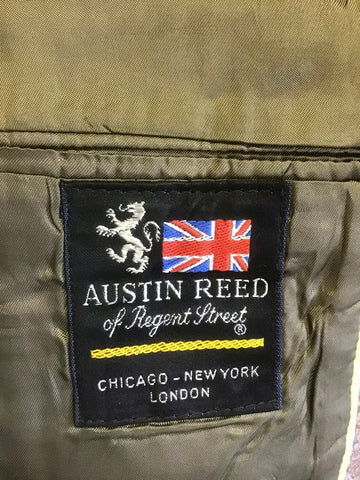 AUSTIN REED
of Regent Street ®
CHICAGO - NEW YORK
LONDON